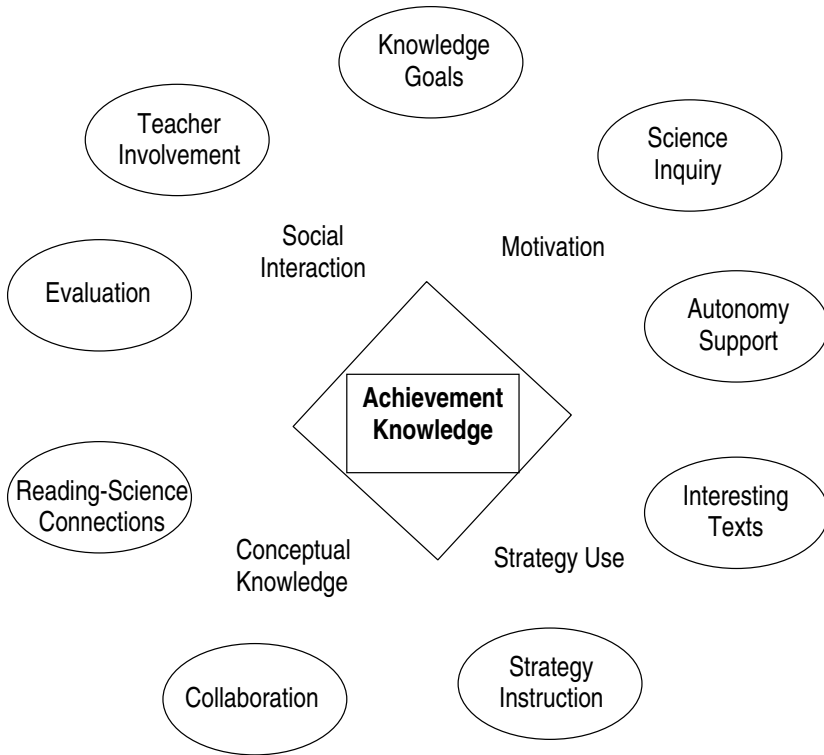 Knowledge
Goals
Teacher
Involvement
Science
Inquiry
Social
Interaction
Motivation
Evaluation
Autonomy
Support
Achievement
Knowledge
Reading-Science
Connections
Interesting
Texts
Conceptual
Knowledge
Strategy Use
Collaboration
Strategy
Instruction